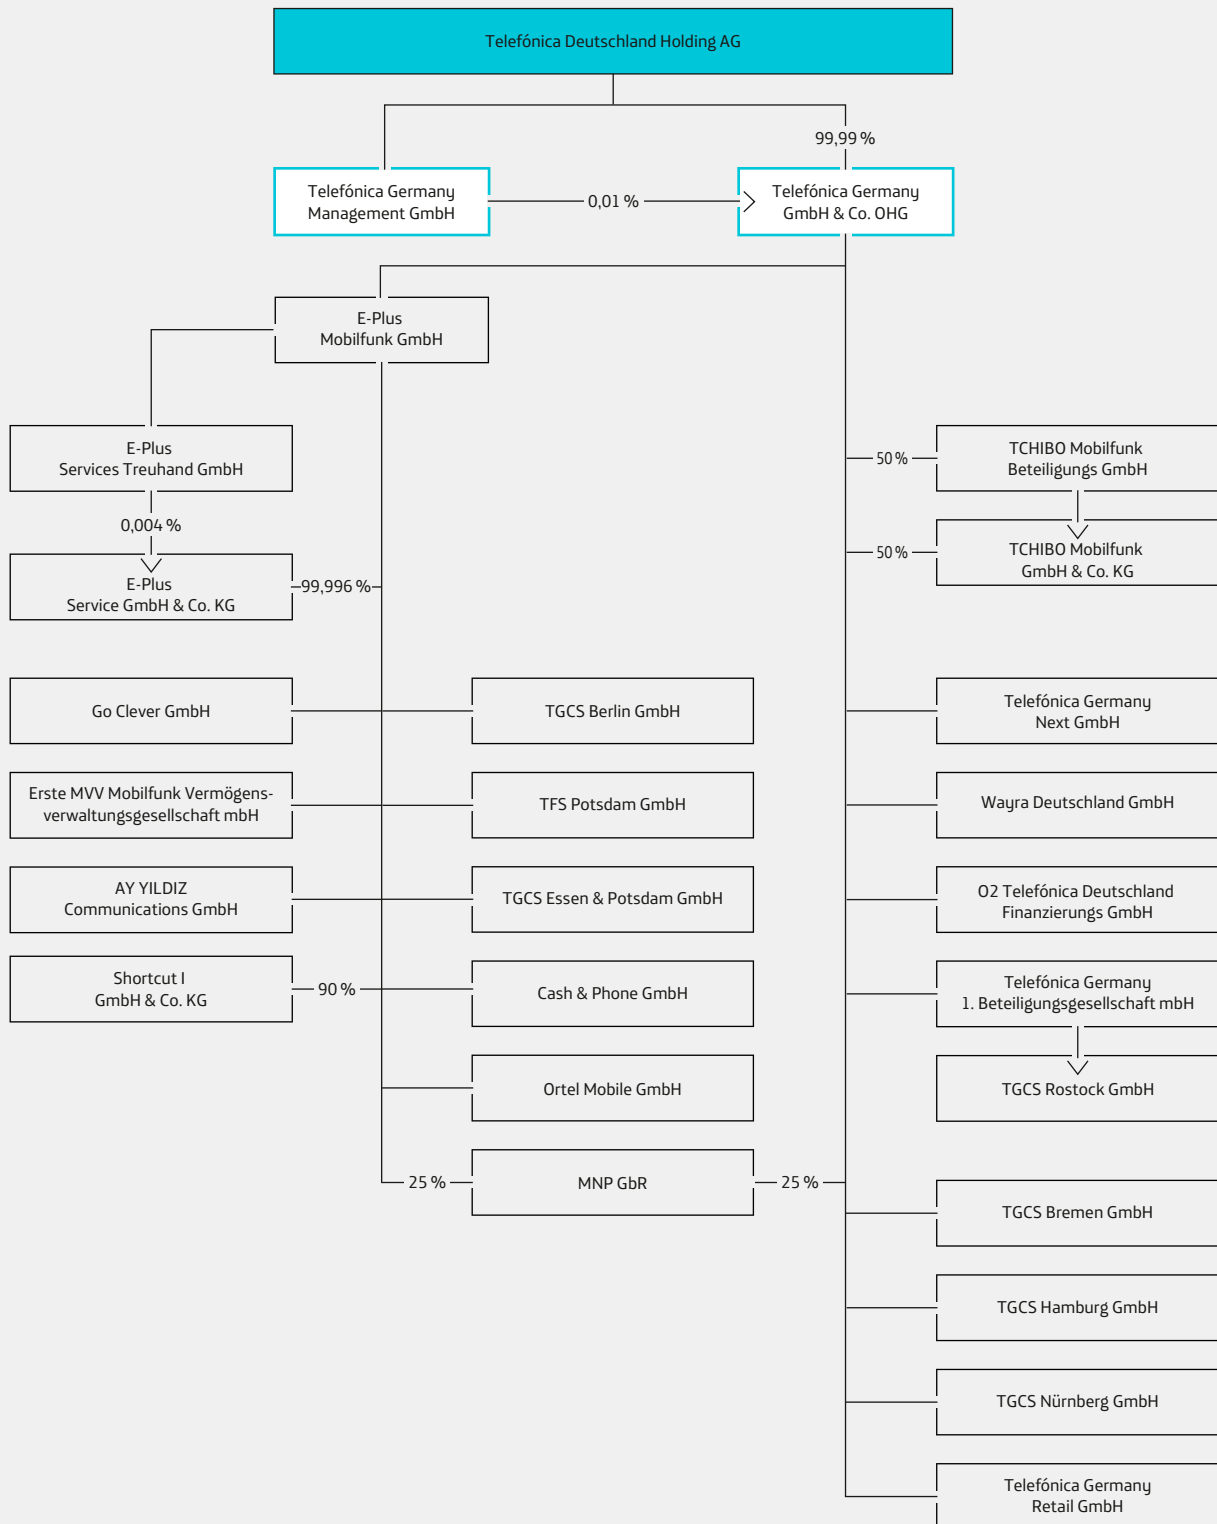 Telefónica Deutschland Holding AG
99,99 %
Telefónica Germany
Management GmbH
0,01 %
Telefónica Germany
GmbH & Co. OHG
E-Plus
Mobilfunk GmbH
E-Plus
Services Treuhand GmbH
50 %
TCHIBO Mobilfunk
Beteiligungs GmbH
0,004 %
E-Plus
Service GmbH & Co. KG
99,996 %
50 %
TCHIBO Mobilfunk
GmbH & Co. KG
Go Clever GmbH
TGCS Berlin GmbH
Telefónica Germany
Next GmbH
Erste MVV Mobilfunk Vermögens-
verwaltungsgesellschaft mbH
TFS Potsdam GmbH
Wayra Deutschland GmbH
AY YILDIZ
Communications GmbH
TGCS Essen & Potsdam GmbH
O2 Telefónica Deutschland
Finanzierungs GmbH
Shortcut I
GmbH & Co. KG
90 %
Cash & Phone GmbH
Telefónica Germany
1. Beteiligungsgesellschaft mbH
Ortel Mobile GmbH
TGCS Rostock GmbH
25 %
MNP GbR
25 %
TGCS Bremen GmbH
TGCS Hamburg GmbH
TGCS Nürnberg GmbH
Telefónica Germany
Retail GmbH